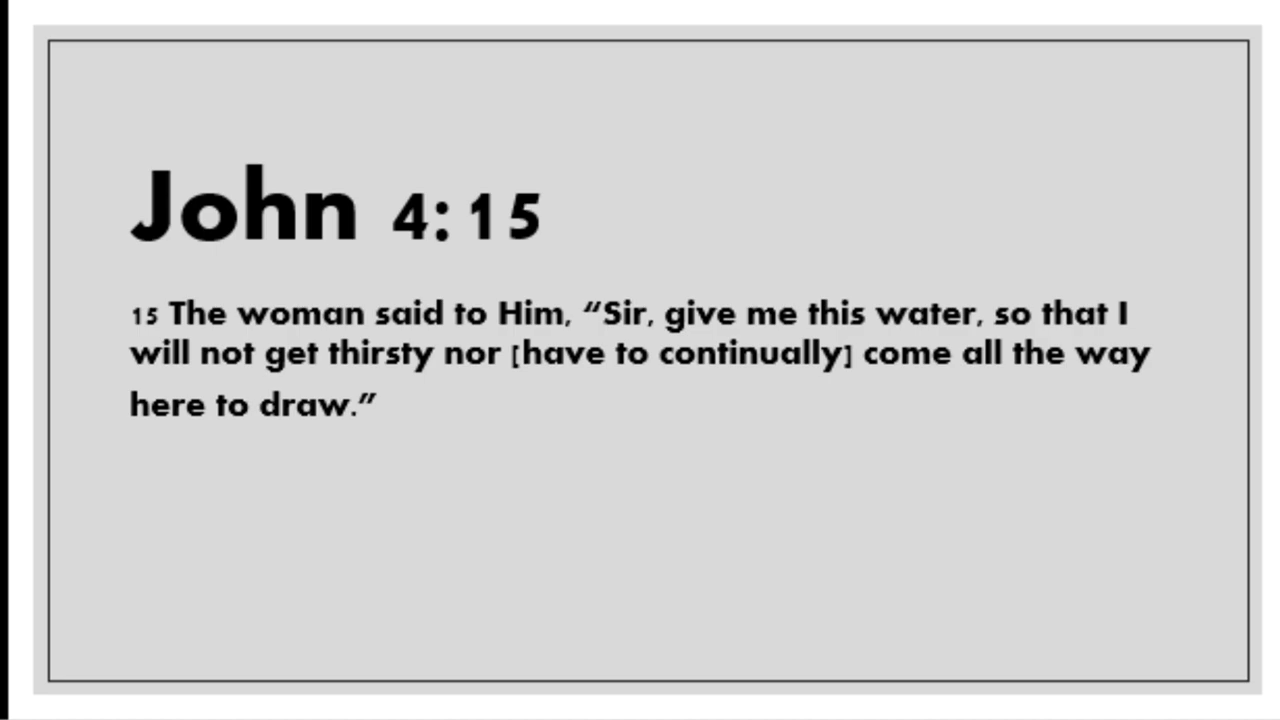 John 4:15
15 The woman said to Him, “Sir, give me this water, so that I
will not get thirsty nor [have to continually] come all the way
here to draw.”